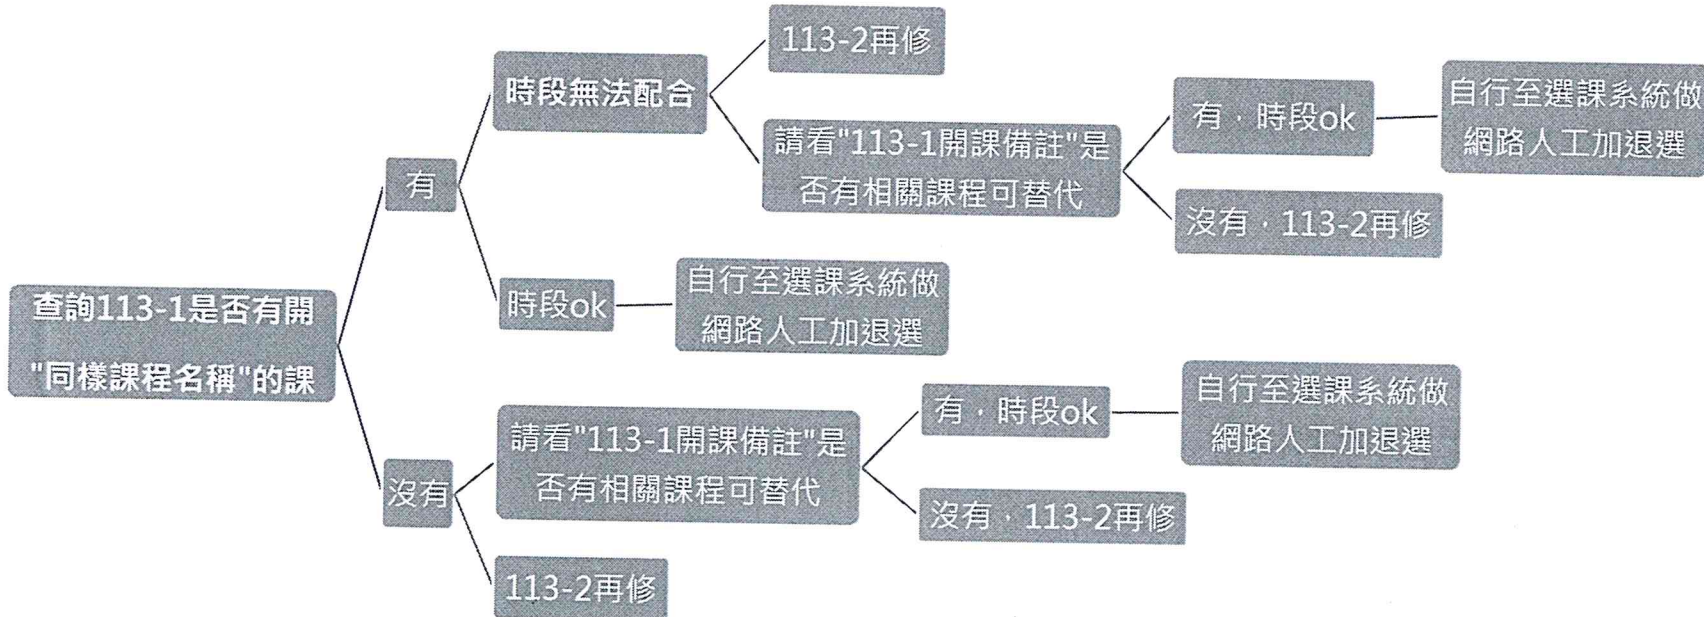 查詢113-1是否有開
"同樣課程名稱"的課
有
時段無法配合
113-2再修
請看"113-1開課備註"是
否有相關課程可替代
有，時段ok
自行至選課系統做
網路人工加退選
沒有，113-2再修
時段ok
自行至選課系統做
網路人工加退選
沒有
請看"113-1開課備註"是
否有相關課程可替代
有，時段ok
自行至選課系統做
網路人工加退選
沒有，113-2再修
113-2再修